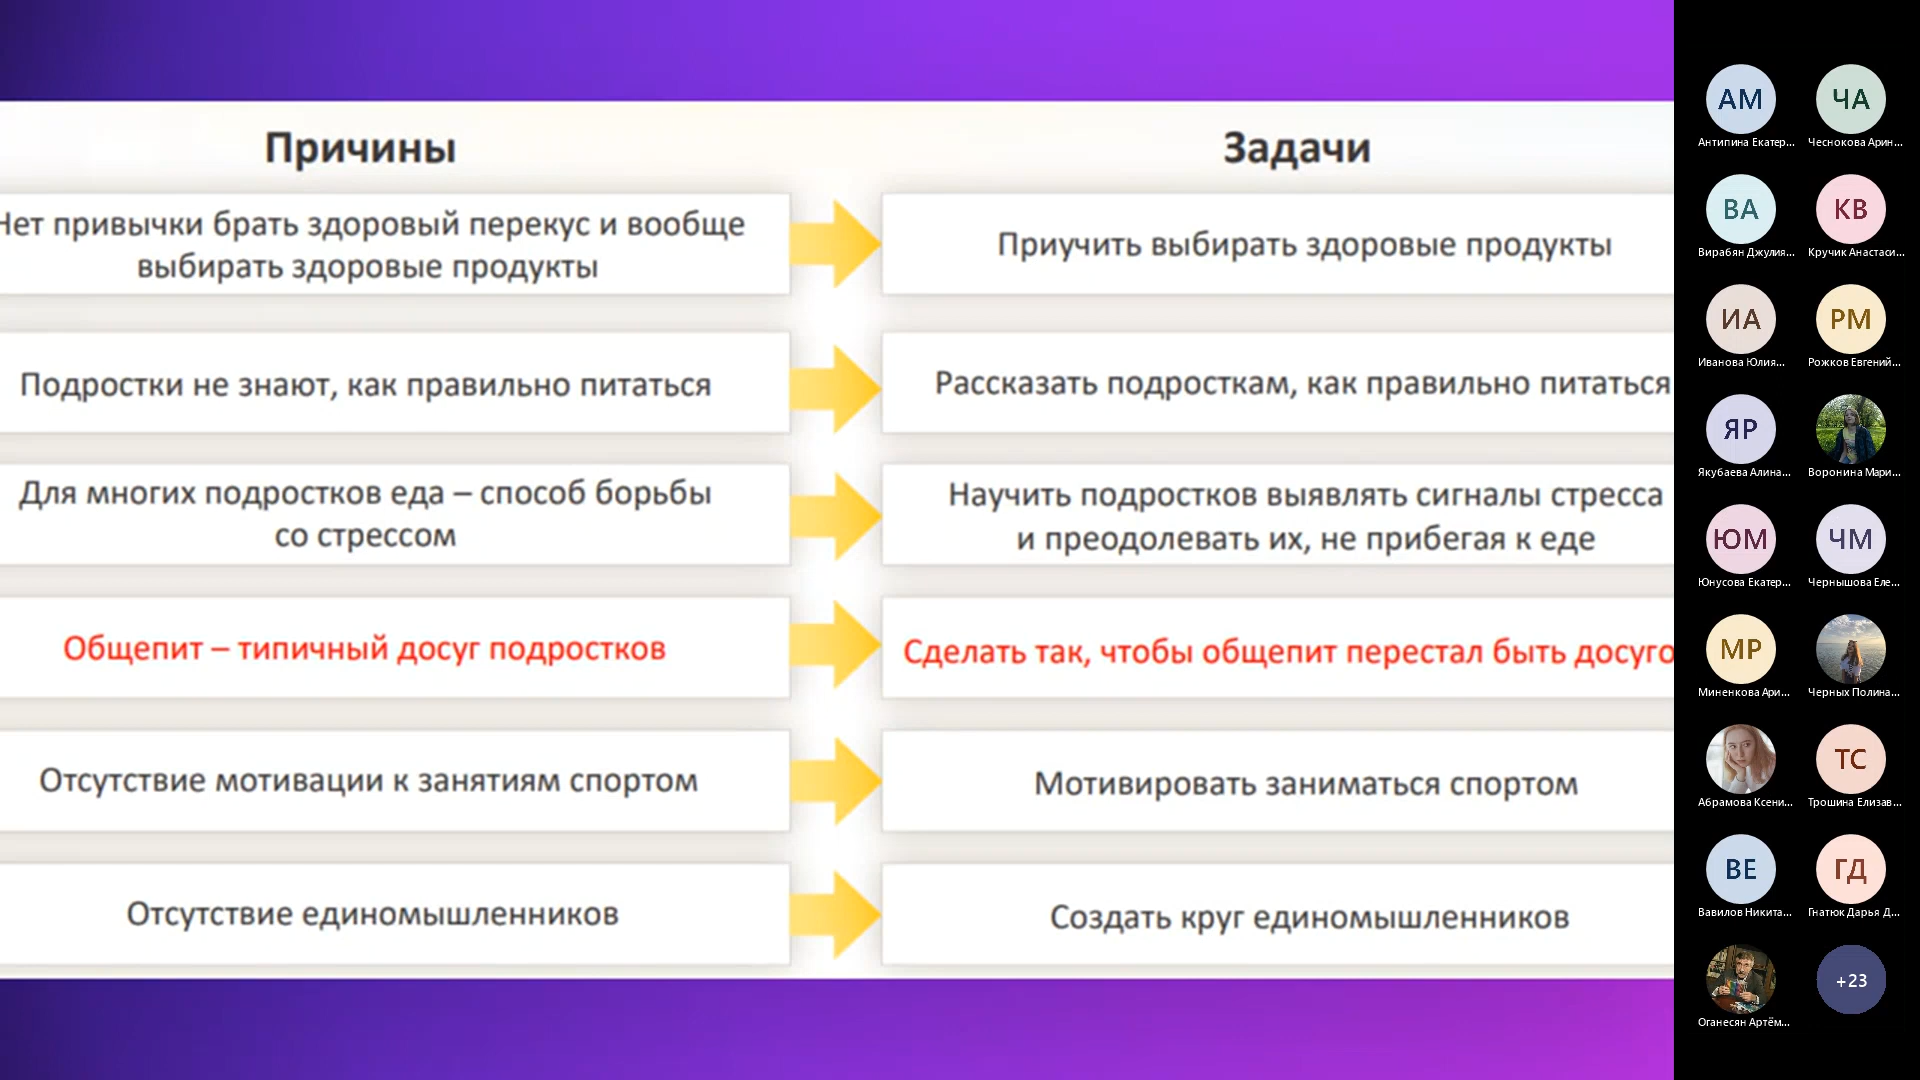 Причины
Задачи
Нет привычки брать здоровый перекус и вообще
выбирать здоровые продукты
Приучить выбирать здоровые продукты
Подростки не знают, как правильно питаться
Рассказать подросткам, как правильно питаться
Для многих подростков еда – способ борьбы
со стрессом
Научить подростков выявлять сигналы стресса
и преодолевать их, не прибегая к еде
Общепит – типичный досуг подростков
Сделать так, чтобы общепит перестал быть досуго
Отсутствие мотивации к занятиям спортом
Мотивировать заниматься спортом
Отсутствие единомышленников
Создать круг единомышленников
АМ
Антипина Екатер...
ЧА
Чеснокова Арин...
ВА
Вирабян Джулия...
КВ
Кручик Анастаси...
ИА
Иванова Юлия...
РМ
Рожков Евгений...
ЯР
Якубаева Алина...
Воронина Мари...
ЮМ
Юнусова Екатер...
ЧМ
Чернышова Еле...
МР
Миненкова Ари...
Черных Полина...
Абрамова Ксени...
ТС
Трошина Елизав...
ВЕ
Вавилов Никита...
ГД
Гнатюк Дарья Д...
Оганесян Артём...
+23